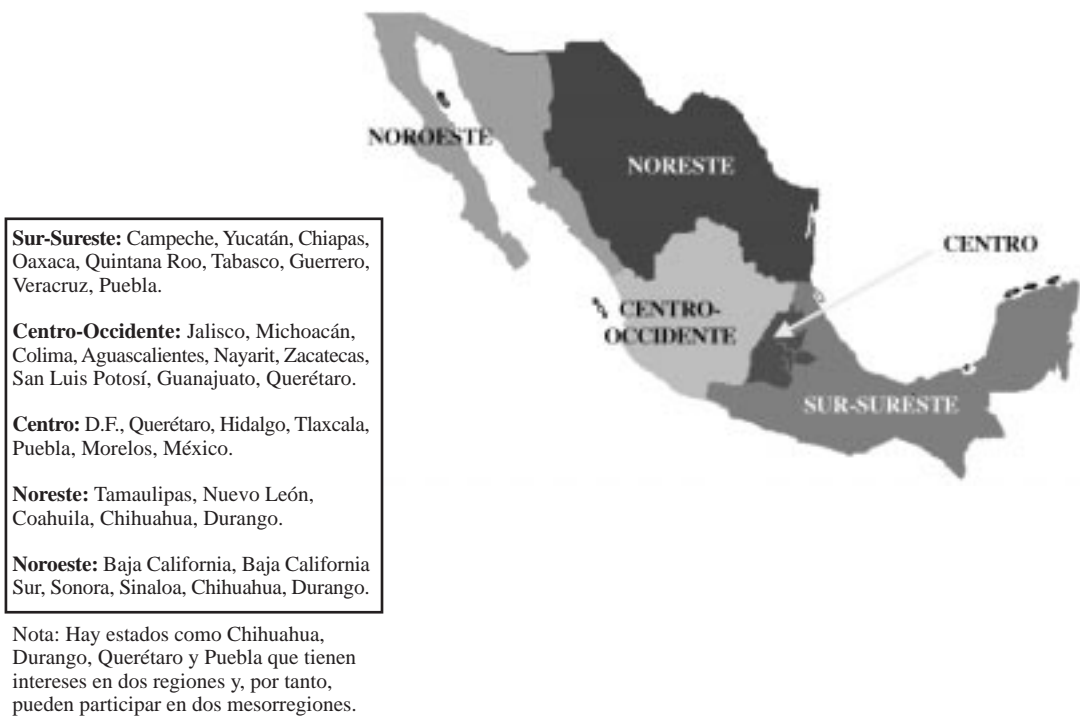 NOROESTE
NORESTE
CENTRO
CENTRO-
OCCIDENTE
SUR-SURESTE
Sur-Sureste: Campeche, Yucatán, Chiapas,
Oaxaca, Quintana Roo, Tabasco, Guerrero,
Veracruz, Puebla.
Centro-Occidente: Jalisco, Michoacán,
Colima, Aguascalientes, Nayarit, Zacatecas,
San Luis Potosí, Guanajuato, Querétaro.
Centro: D.F., Querétaro, Hidalgo, Tlaxcala,
Puebla, Morelos, México.
Noreste: Tamaulipas, Nuevo León,
Coahuila, Chihuahua, Durango.
Noroeste: Baja California, Baja California
Sur, Sonora, Sinaloa, Chihuahua, Durango.
Nota: Hay estados como Chihuahua,
Durango, Querétaro y Puebla que tienen
intereses en dos regiones y, por tanto,
pueden participar en dos mesorregiones.